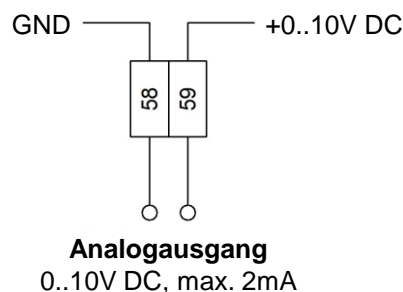 GND
+0..10V DC
58
59
Analogausgang
0..10V DC, max. 2mA